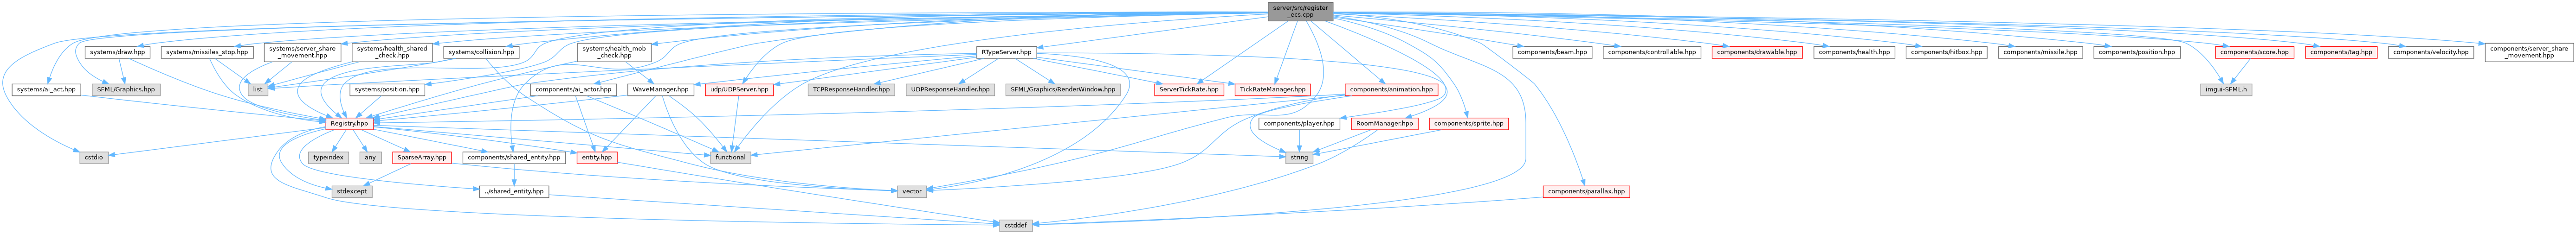 server/src/register
_ecs.cpp
systems/draw.hpp
systems/missiles_stop.hpp
systems/server_share
_movement.hpp
systems/health_shared
_check.hpp
systems/collision.hpp
systems/health_mob
_check.hpp
RTypeServer.hpp
components/beam.hpp
components/controllable.hpp
components/drawable.hpp
components/health.hpp
components/hitbox.hpp
components/missile.hpp
components/position.hpp
components/score.hpp
components/tag.hpp
components/velocity.hpp
components/server_share
_movement.hpp
systems/ai_act.hpp
SFML/Graphics.hpp
list
systems/position.hpp
components/ai_actor.hpp
WaveManager.hpp
udp/UDPServer.hpp
TCPResponseHandler.hpp
UDPResponseHandler.hpp
SFML/Graphics/RenderWindow.hpp
ServerTickRate.hpp
TickRateManager.hpp
components/animation.hpp
imgui-SFML.h
Registry.hpp
components/player.hpp
RoomManager.hpp
components/sprite.hpp
cstdio
typeindex
any
SparseArray.hpp
components/shared_entity.hpp
entity.hpp
functional
string
stdexcept
../shared_entity.hpp
vector
components/parallax.hpp
cstddef